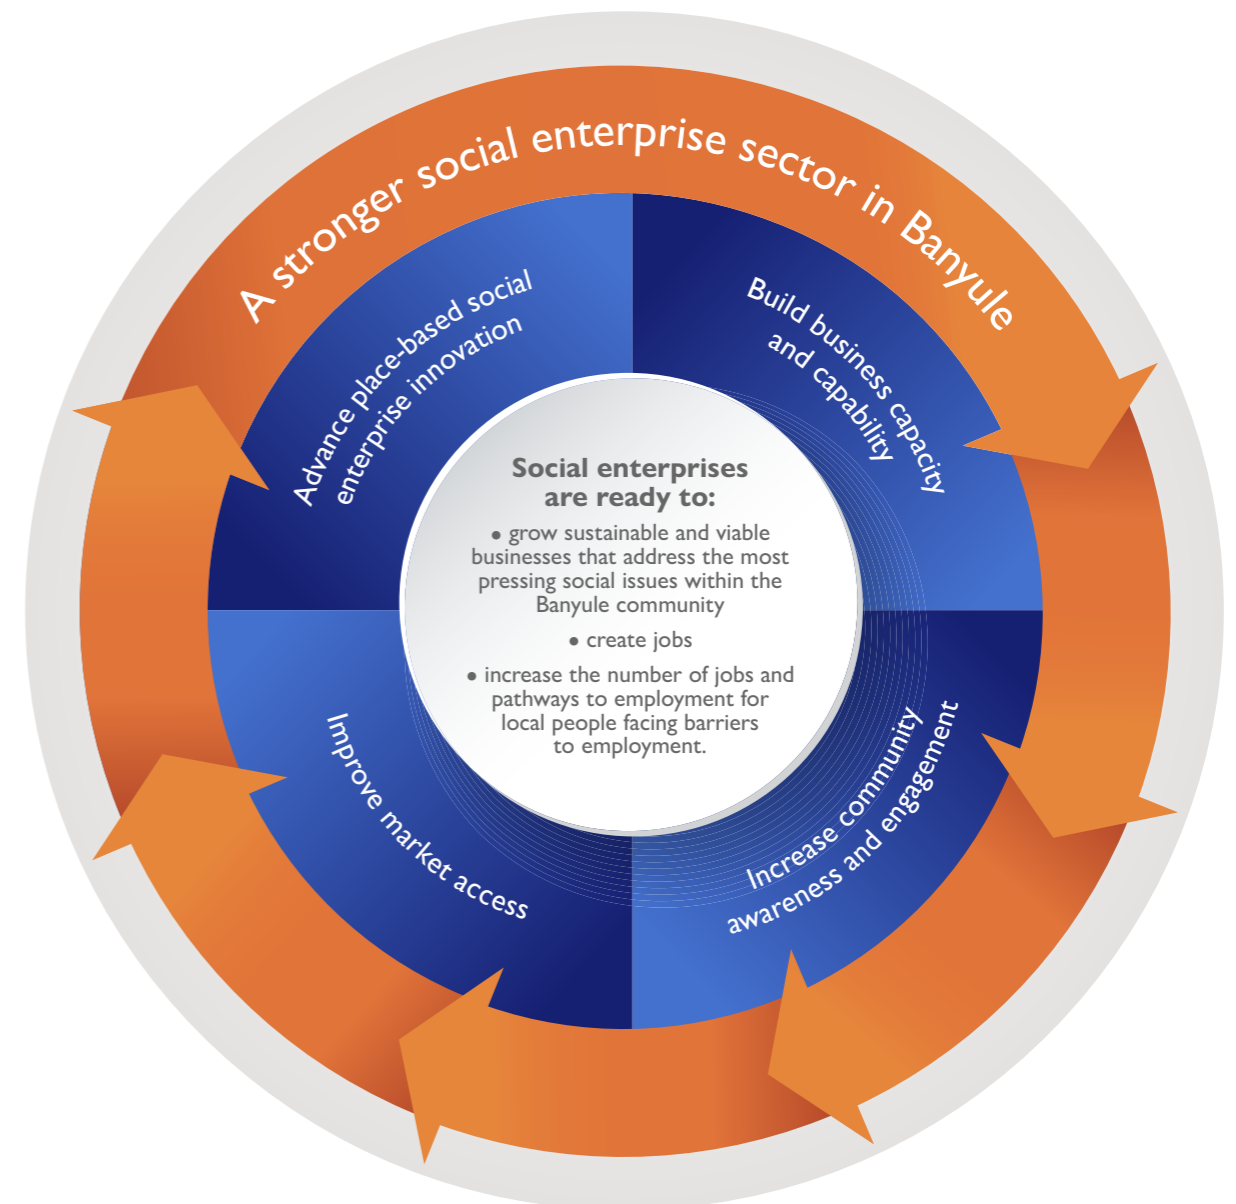 A stronger social enterprise sector in Banyule
Advance place-based social
enterprise innovation
Build business capacity
and capability
Social enterprises
are ready to:
• grow sustainable and viable
businesses that address the most
pressing social issues within the
Banyule community
• create jobs
• increase the number of jobs and
pathways to employment for
local people facing barriers
to employment.
Improve market access
Increase community
awareness and engagement